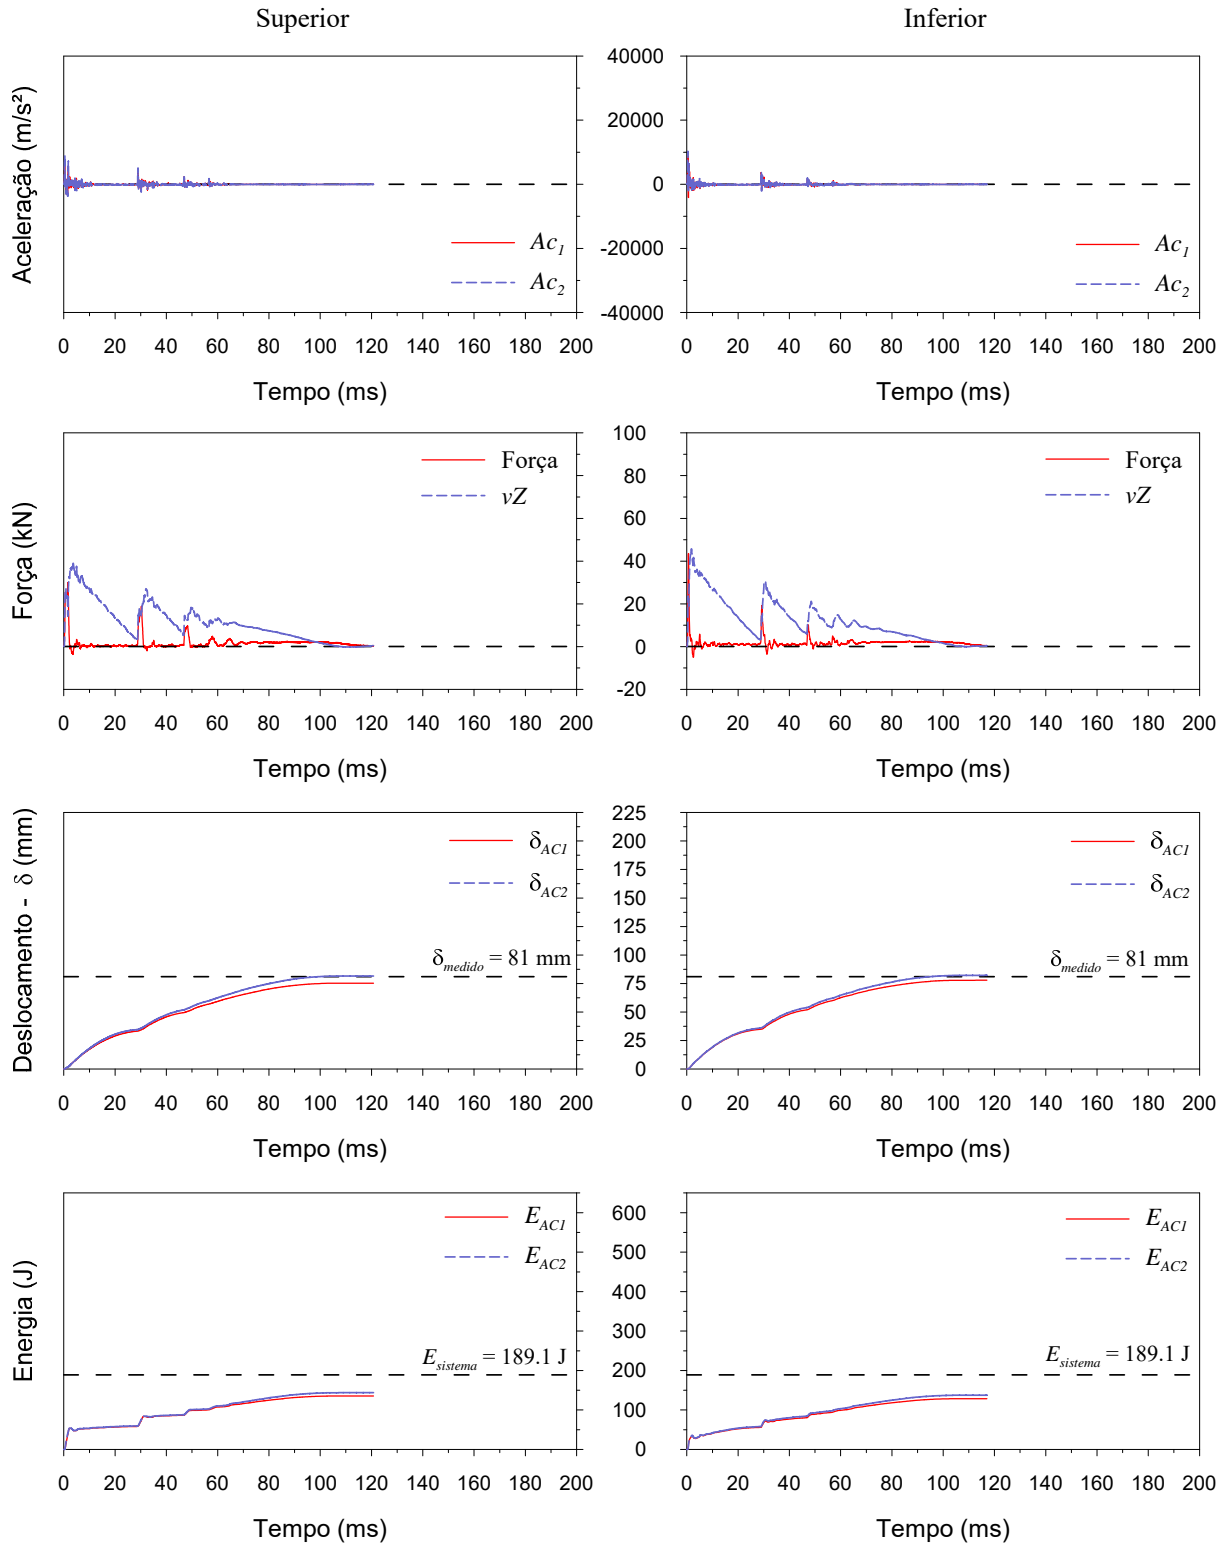 Superior
Inferior
Aceleração (m/s²)
40000
20000
0
-20000
-40000
Ac1
Ac2
Ac1
Ac2
0 20 40 60 80 100 120 140 160 180 200
0 20 40 60 80 100 120 140 160 180 200
Tempo (ms)
Tempo (ms)
Força (kN)
100
80
60
40
20
0
-20
Força
vZ
Força
vZ
0 20 40 60 80 100 120 140 160 180 200
0 20 40 60 80 100 120 140 160 180 200
Tempo (ms)
Tempo (ms)
Deslocamento - δ (mm)
225
200
175
150
125
100
75
50
25
0
δAC1
δAC2
δmedido = 81 mm
δAC1
δAC2
δmedido = 81 mm
0 20 40 60 80 100 120 140 160 180 200
0 20 40 60 80 100 120 140 160 180 200
Tempo (ms)
Tempo (ms)
Energia (J)
600
500
400
300
200
100
0
EAC1
EAC2
Esistema = 189.1 J
EAC1
EAC2
Esistema = 189.1 J
0 20 40 60 80 100 120 140 160 180 200
0 20 40 60 80 100 120 140 160 180 200
Tempo (ms)
Tempo (ms)